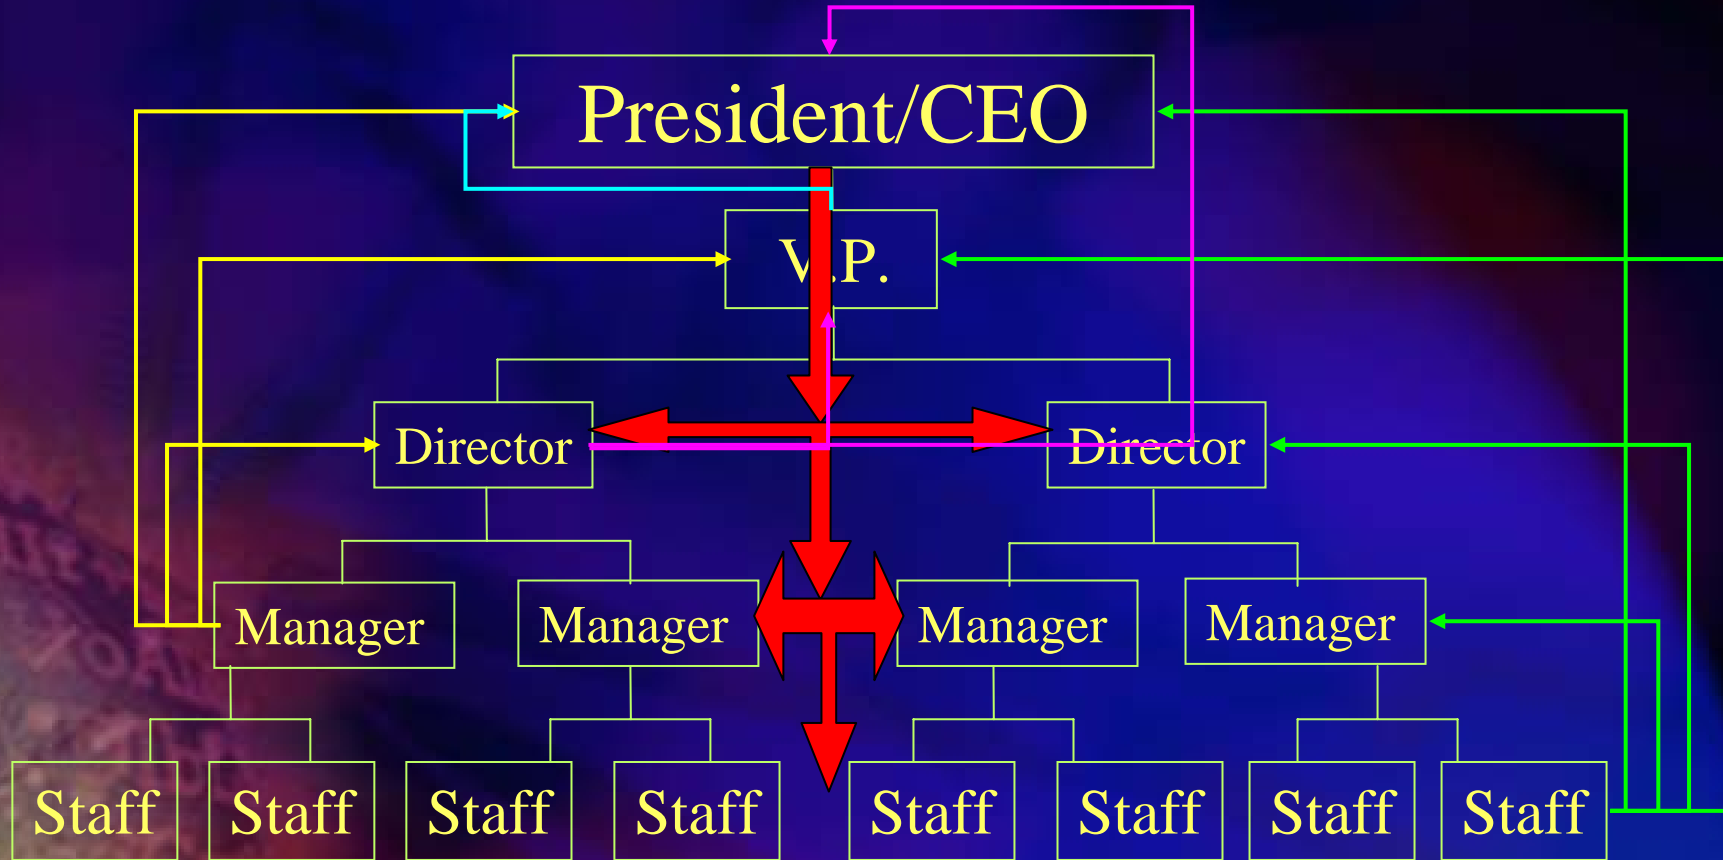 President/CEO
V.P.
Director
Director
Manager
Manager
Manager
Manager
Staff
Staff
Staff
Staff
Staff
Staff
Staff
Staff